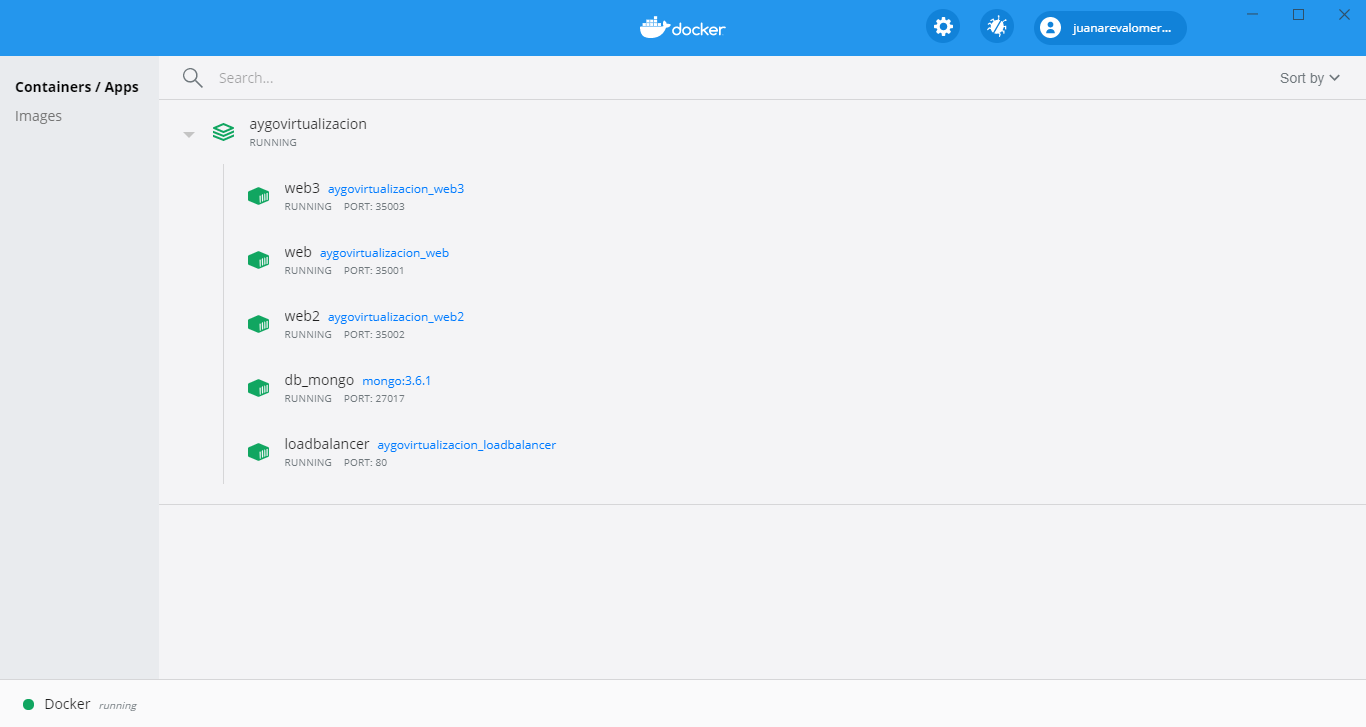 docker
juanarevalomer...
Containers / Apps
Images
Search...
Sort by
aygovirtualizacion
RUNNING
web3 aygovirtualizacion_web3
RUNNING PORT: 35003
web aygovirtualizacion_web
RUNNING PORT: 35001
web2 aygovirtualizacion_web2
RUNNING PORT: 35002
db_mongo mongo:3.6.1
RUNNING PORT: 27017
loadbalancer aygovirtualizacion_loadbalancer
RUNNING PORT: 80
Docker running